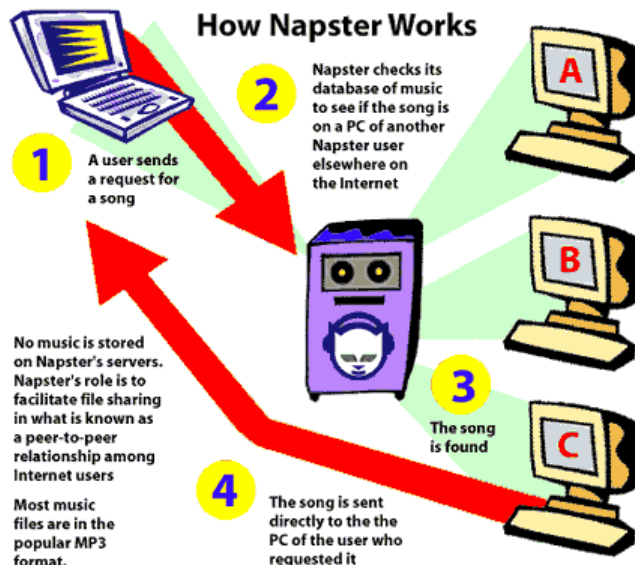 How Napster Works
1
A user sends
a request for
a song
2
Napster checks its
database of music
to see if the song is
on a PC of another
Napster user
elsewhere on
the Internet
A
B
C
3
The song
is found
4
The song is sent
directly to the the
PC of the user who
requested it
No music is stored
on Napster's servers.
Napster's role is to
facilitate file sharing
in what is known as
a peer-to-peer
relationship among
Internet users
Most music
files are in the
popular MP3
format.